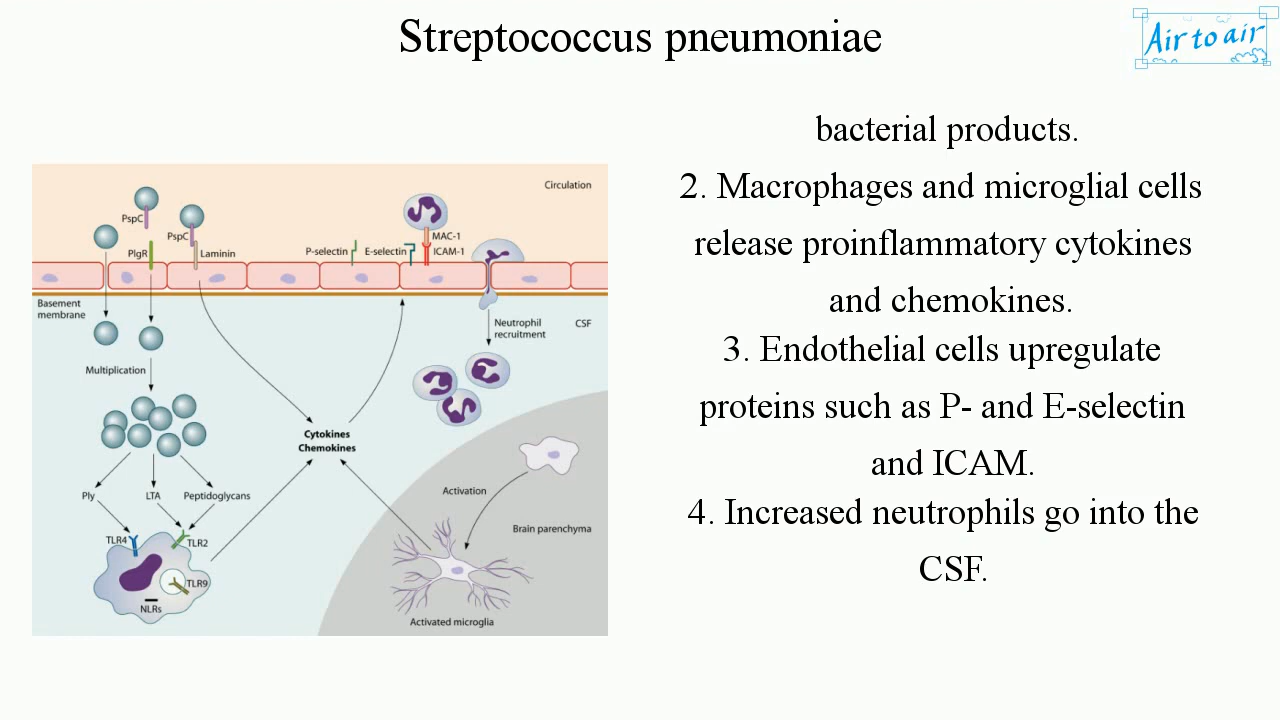 Streptococcus pneumoniae
Air to air
bacterial products.
2. Macrophages and microglial cells
release proinflammatory cytokines
and chemokines.
3. Endothelial cells upregulate
proteins such as P- and E-selectin
and ICAM.
4. Increased neutrophils go into the
CSF.
Circulation
PspC
PspC
MAC-1
PlgR
Laminin
P-selectin
E-selectin
ICAM-1
Basement
membrane
Neutrophil
recruitment
CSF
Multiplication
Cytokines
Chemokines
Ply
LTA
Peptidoglycans
Activation
Brain parenchyma
TLR4
TLR2
TLR9
NLRs
Activated microglia